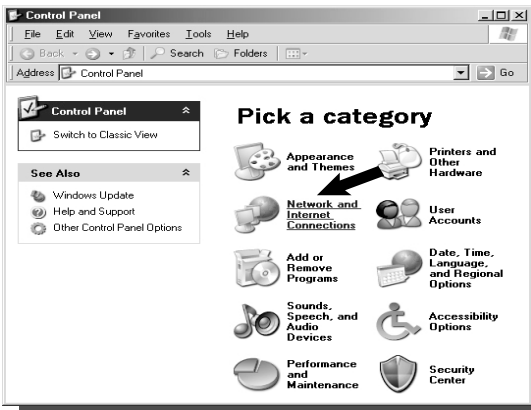 Control Panel
File Edit View Favorites Tools Help
Back Search Folders
Address Control Panel Go
Control Panel
Switch to Classic View
See Also
Windows Update
Help and Support
Other Control Panel Options
Pick a category
Appearance
and Themes
Printers and
Other
Hardware
Network and
Internet
Connections
User
Accounts
Add or
Remove
Programs
Date, Time,
Language,
and Regional
Options
Sounds,
Speech, and
Audio
Devices
Accessibility
Options
Performance
and
Maintenance
Security
Center